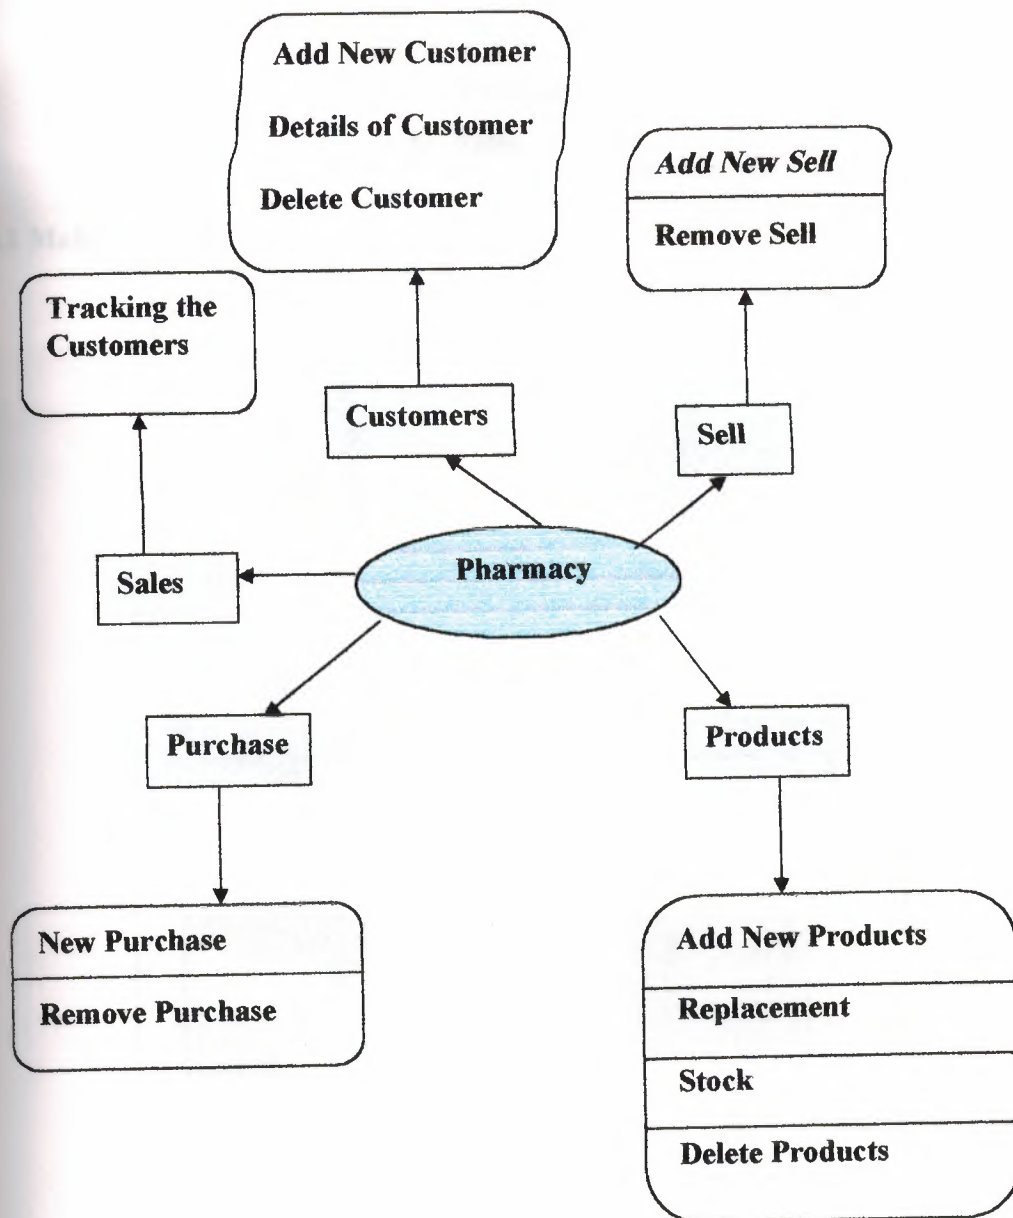 Add New Customer
Details of Customer
Delete Customer
Add New Sell
Remove Sell
Tracking the
Customers
Customers
Sell
Sales
Pharmacy
Purchase
Products
New Purchase
Remove Purchase
Add New Products
Replacement
Stock
Delete Products